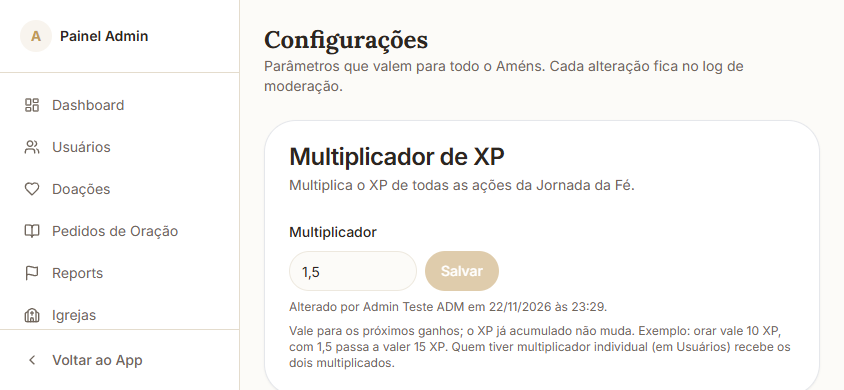 A Painel Admin
Dashboard
Usuários
Doações
Pedidos de Oração
Reports
Igrejas
Voltar ao App
Configurações
Parâmetros que valem para todo o Améns. Cada alteração fica no log de
moderação.
Multiplicador de XP
Multiplica o XP de todas as ações da Jornada da Fé.
Multiplicador
1,5 Salvar
Alterado por Admin Teste ADM em 22/11/2026 às 23:29.
Vale para os próximos ganhos; o XP já acumulado não muda. Exemplo: orar vale 10 XP,
com 1,5 passa a valer 15 XP. Quem tiver multiplicador individual (em Usuários) recebe os
dois multiplicados.